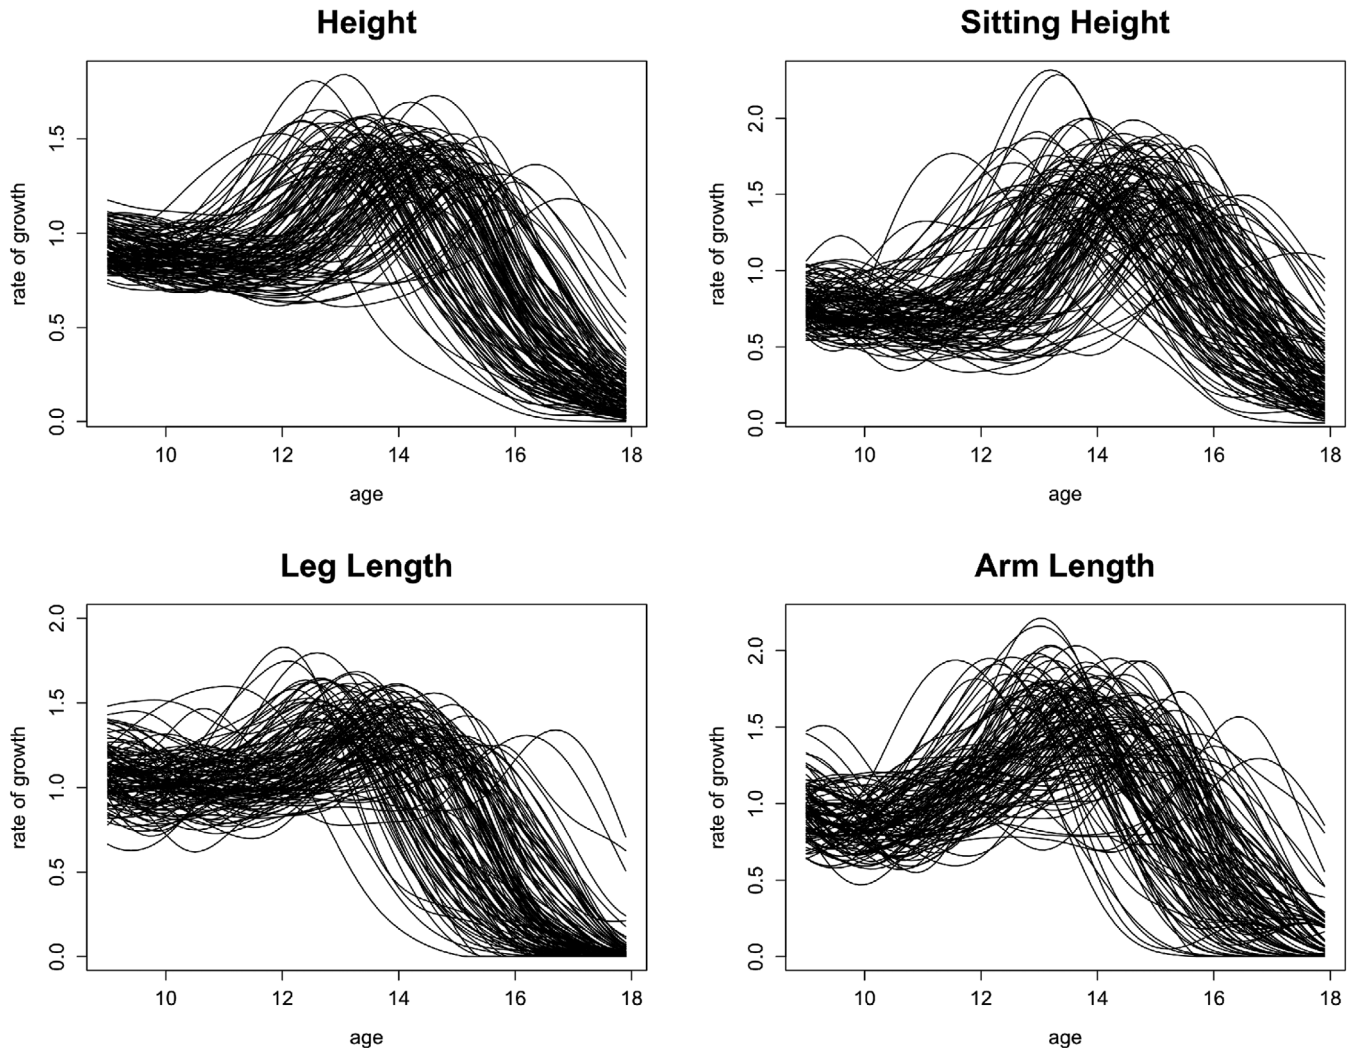 Height
rate of growth
0.0 0.5 1.0 1.5
10 12 14 16 18
age
Sitting Height
rate of growth
0.0 0.5 1.0 1.5 2.0
10 12 14 16 18
age
Leg Length
rate of growth
0.0 0.5 1.0 1.5 2.0
10 12 14 16 18
age
Arm Length
rate of growth
0.0 0.5 1.0 1.5 2.0
10 12 14 16 18
age